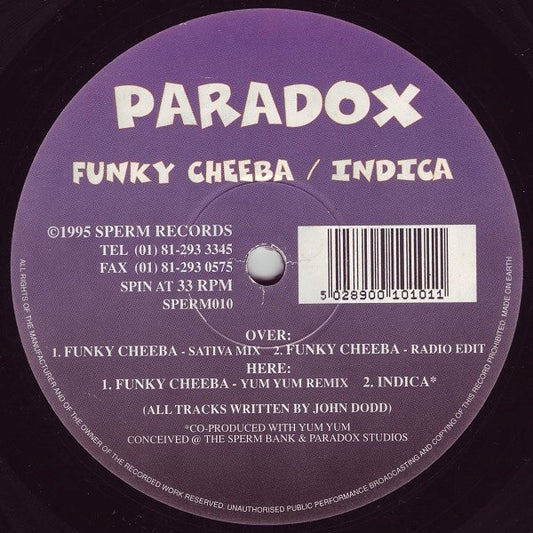 PARADOX
FUNKY CHEEBA / INDICA
©1995 SPERM RECORDS
TEL (01) 81-293 3345
FAX (01) 81-293 0575
SPIN AT 33 RPM
SPERM010
5 028900 101011
OVER:
1. FUNKY CHEEBA - SATIVA MIX 2. FUNKY CHEEBA - RADIO EDIT
HERE:
1. FUNKY CHEEBA - YUM YUM REMIX 2. INDICA*
(ALL TRACKS WRITTEN BY JOHN DODD)
*CO-PRODUCED WITH YUM YUM
CONCEIVED @ THE SPERM BANK & PARADOX STUDIOS
ALL RIGHTS OF THE MANUFACTURER AND OF THE OWNER OF THE RECORDED WORK RESERVED. UNAUTHORISED PUBLIC PERFORMANCE BROADCASTING AND COPYING OF THIS RECORD PROHIBITED. MADE ON EARTH